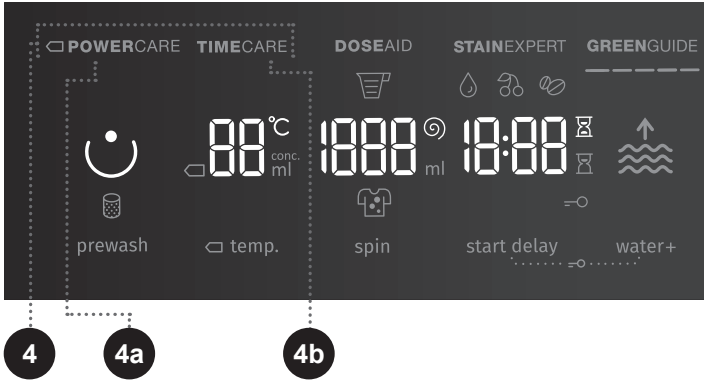 POWERCARE TIMECARE DOSEAID STAINEXPERT GREENGUIDE
88 °C 1888 18:88
conc.
ml ml
prewash temp. spin start delay water+
4 4a 4b